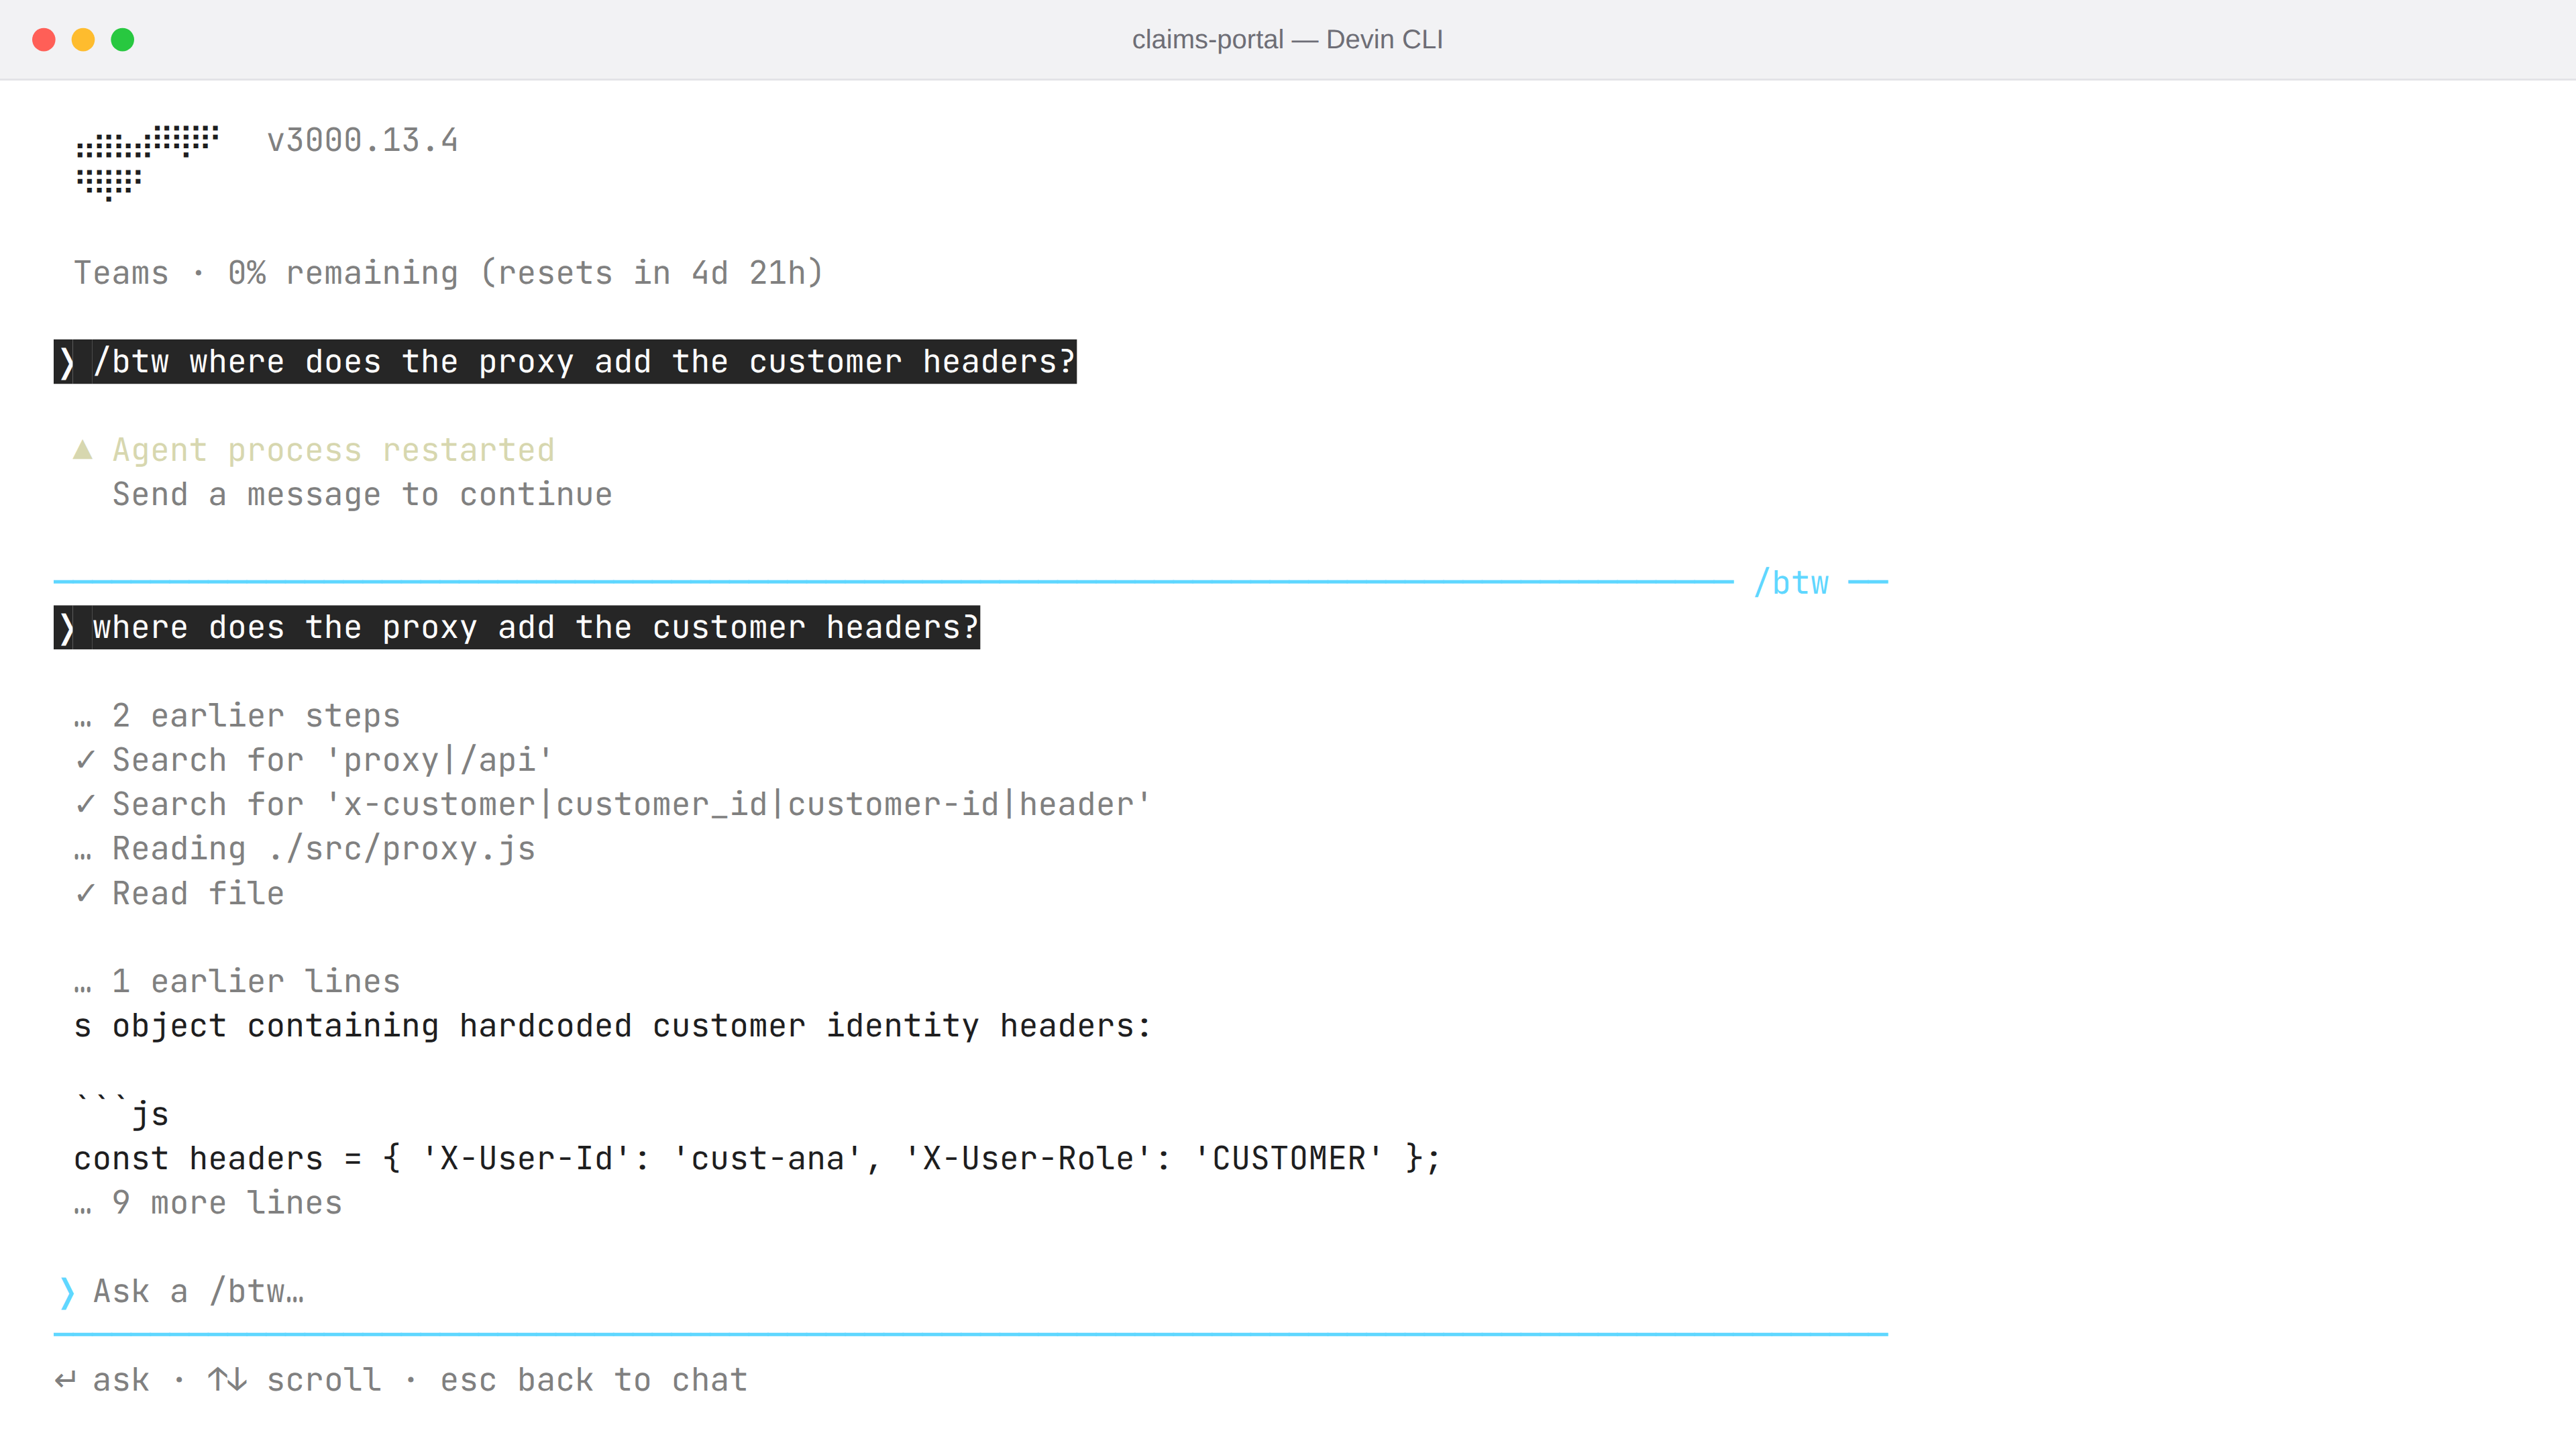 claims-portal — Devin CLI
v3000.13.4
Teams · 0% remaining (resets in 4d 21h)
❯ /btw where does the proxy add the customer headers?
▲ Agent process restarted
Send a message to continue
/btw
❯ where does the proxy add the customer headers?
… 2 earlier steps
✓ Search for 'proxy|/api'
✓ Search for 'x-customer|customer_id|customer-id|header'
… Reading ./src/proxy.js
✓ Read file
… 1 earlier lines
s object containing hardcoded customer identity headers:
```js
const headers = { 'X-User-Id': 'cust-ana', 'X-User-Role': 'CUSTOMER' };
… 9 more lines
❯ Ask a /btw…
↵ ask · ↑↓ scroll · esc back to chat